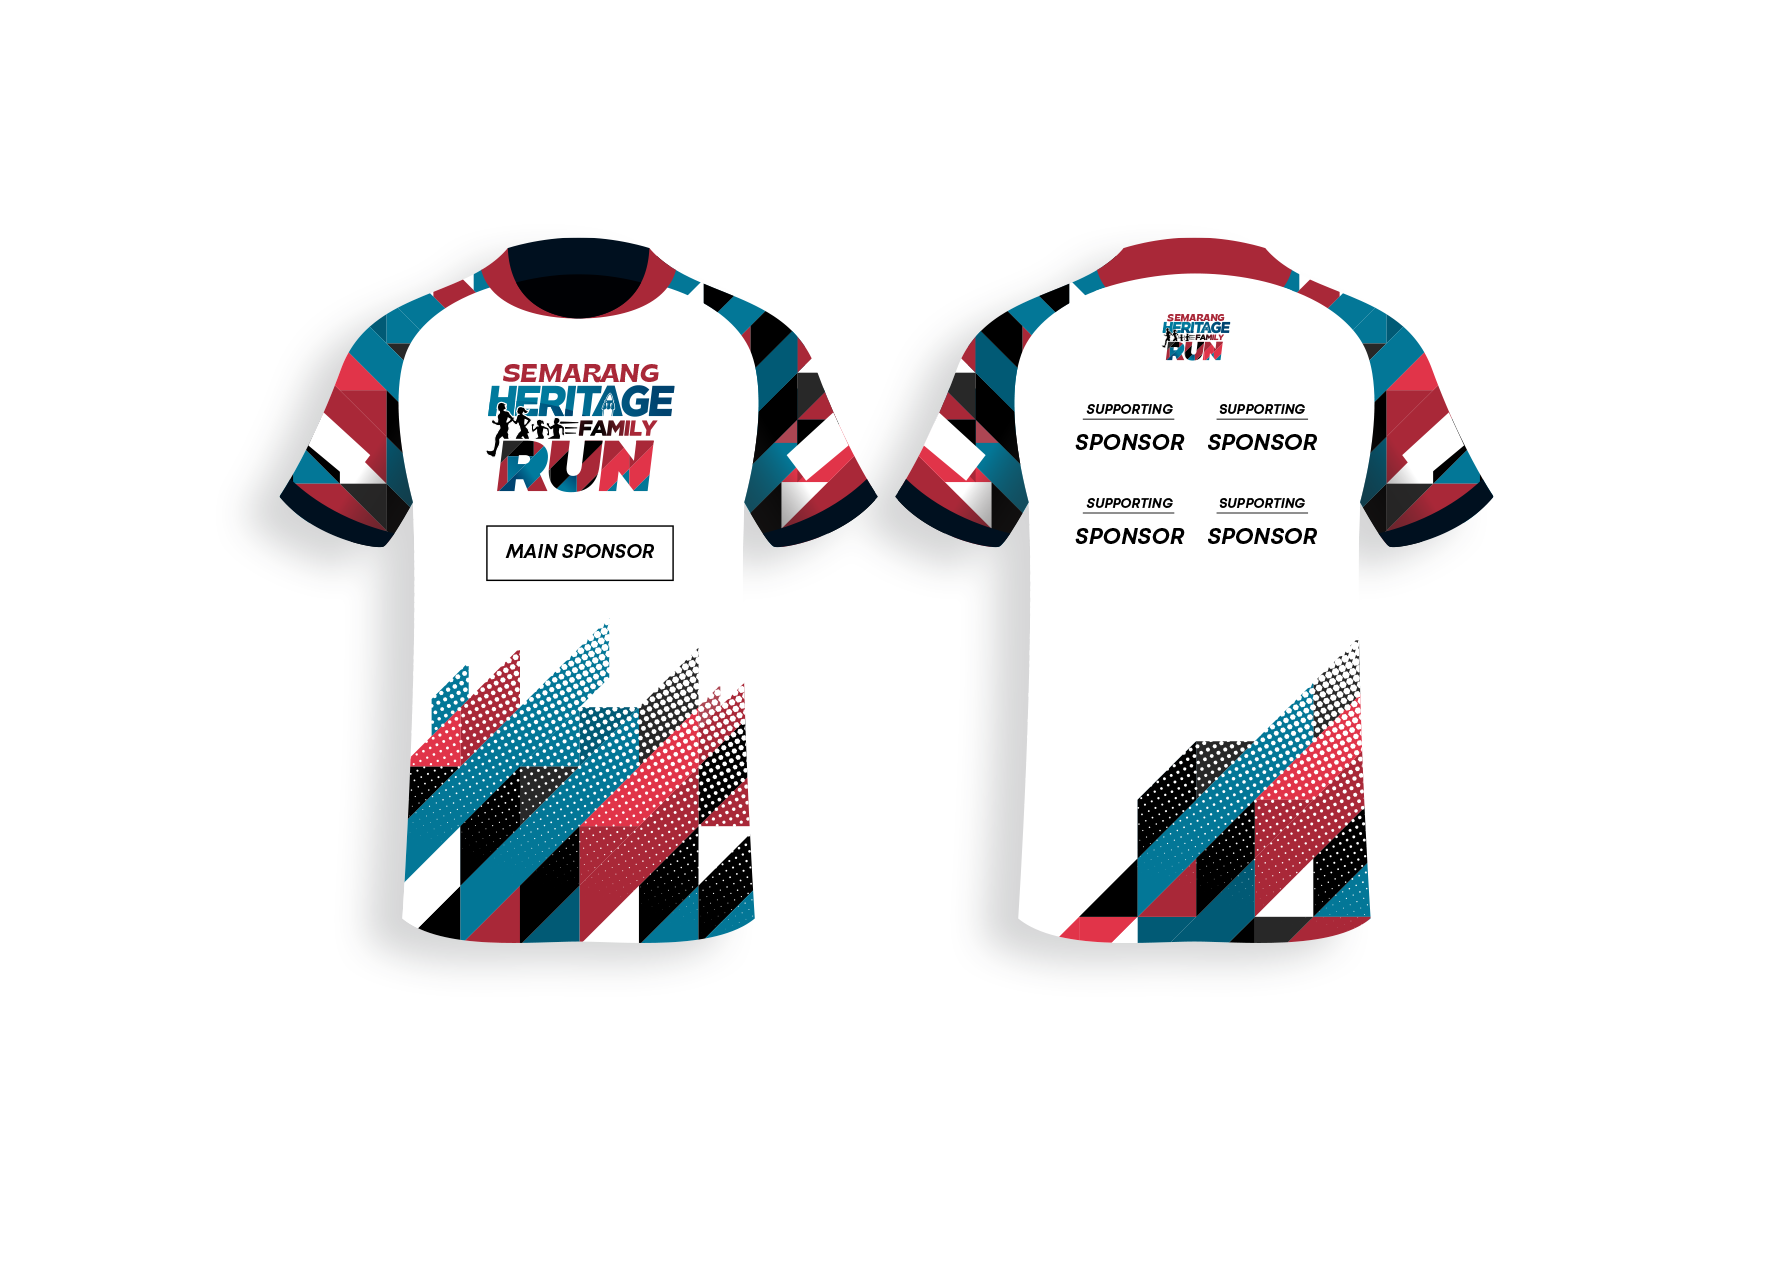 SEMARANG
HERITAGE
FAMILY
RUN
MAIN SPONSOR
SEMARANG
HERITAGE
FAMILY
RUN
SUPPORTING SUPPORTING
SPONSOR SPONSOR
SUPPORTING SUPPORTING
SPONSOR SPONSOR